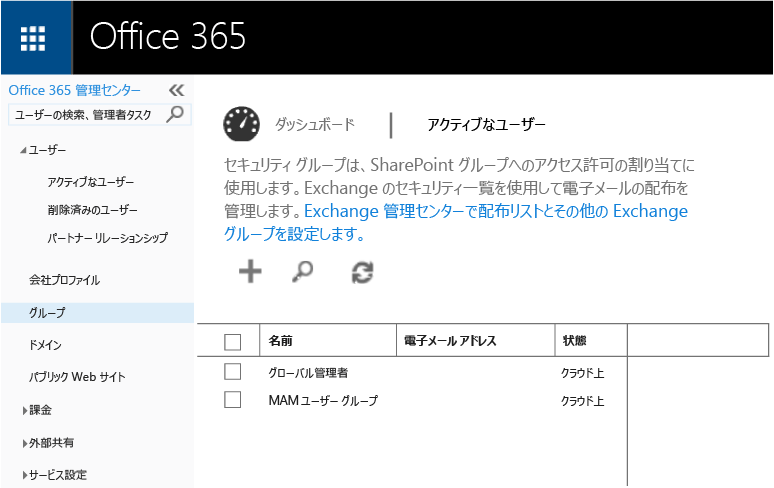 Office 365
Office 365 管理センター
ユーザーの検索、管理者タスク
ユーザー
アクティブなユーザー
削除済みのユーザー
パートナー リレーションシップ
会社プロファイル
グループ
ドメイン
パブリック Web サイト
課金
外部共有
サービス設定
ダッシュボード | アクティブなユーザー
セキュリティ グループは、SharePoint グループへのアクセス許可の割り当てに
使用します。Exchange のセキュリティ一覧を使用して電子メールの配布を
管理します。Exchange 管理センターで配布リストとその他の Exchange
グループを設定します。
名前 電子メール アドレス 状態
グローバル管理者 クラウド上
MAM ユーザー グループ クラウド上